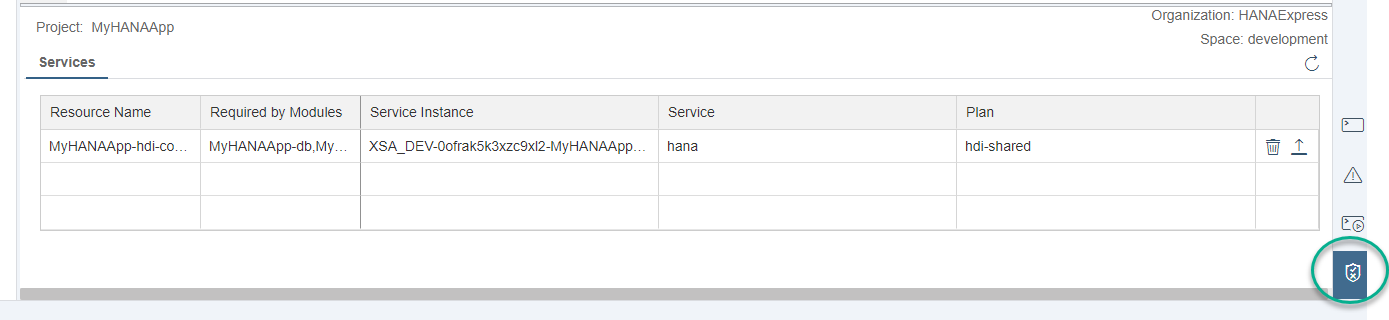 Project: MyHANAApp
Organization: HANAExpress
Space: development
Services
Resource Name Required by Modules Service Instance Service Plan
MyHANAApp-hdi-co... MyHANAApp-db,My... XSA_DEV-0ofrak5k3xzc9xl2-MyHANAApp... hana hdi-shared